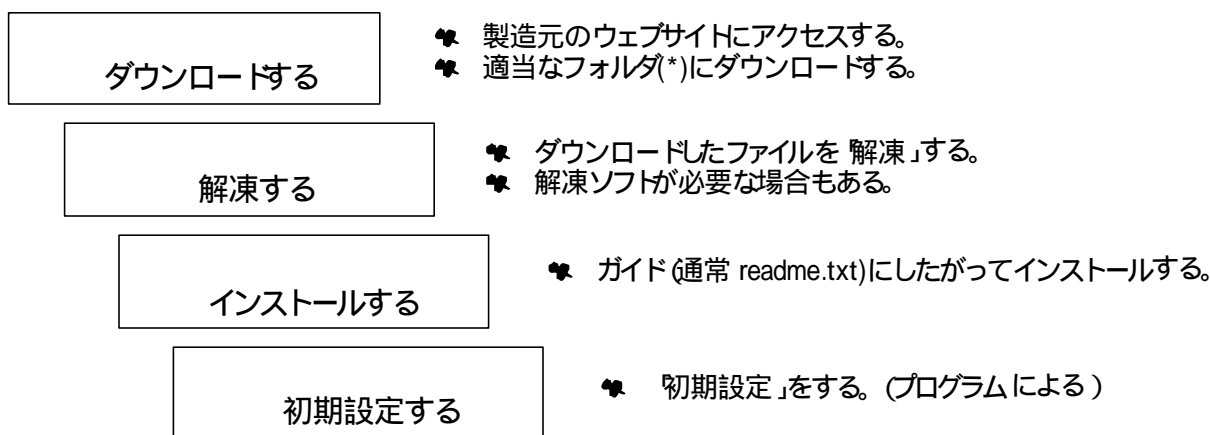 ダウンロードする
製造元のウェブサイトにアクセスする。
適当なフォルダ(*)にダウンロードする。
解凍する
ダウンロードしたファイルを「解凍」する。
解凍ソフトが必要な場合もある。
インストールする
ガイド(通常 readme.txt)にしたがってインストールする。
初期設定する
「初期設定」をする。(プログラムによる)